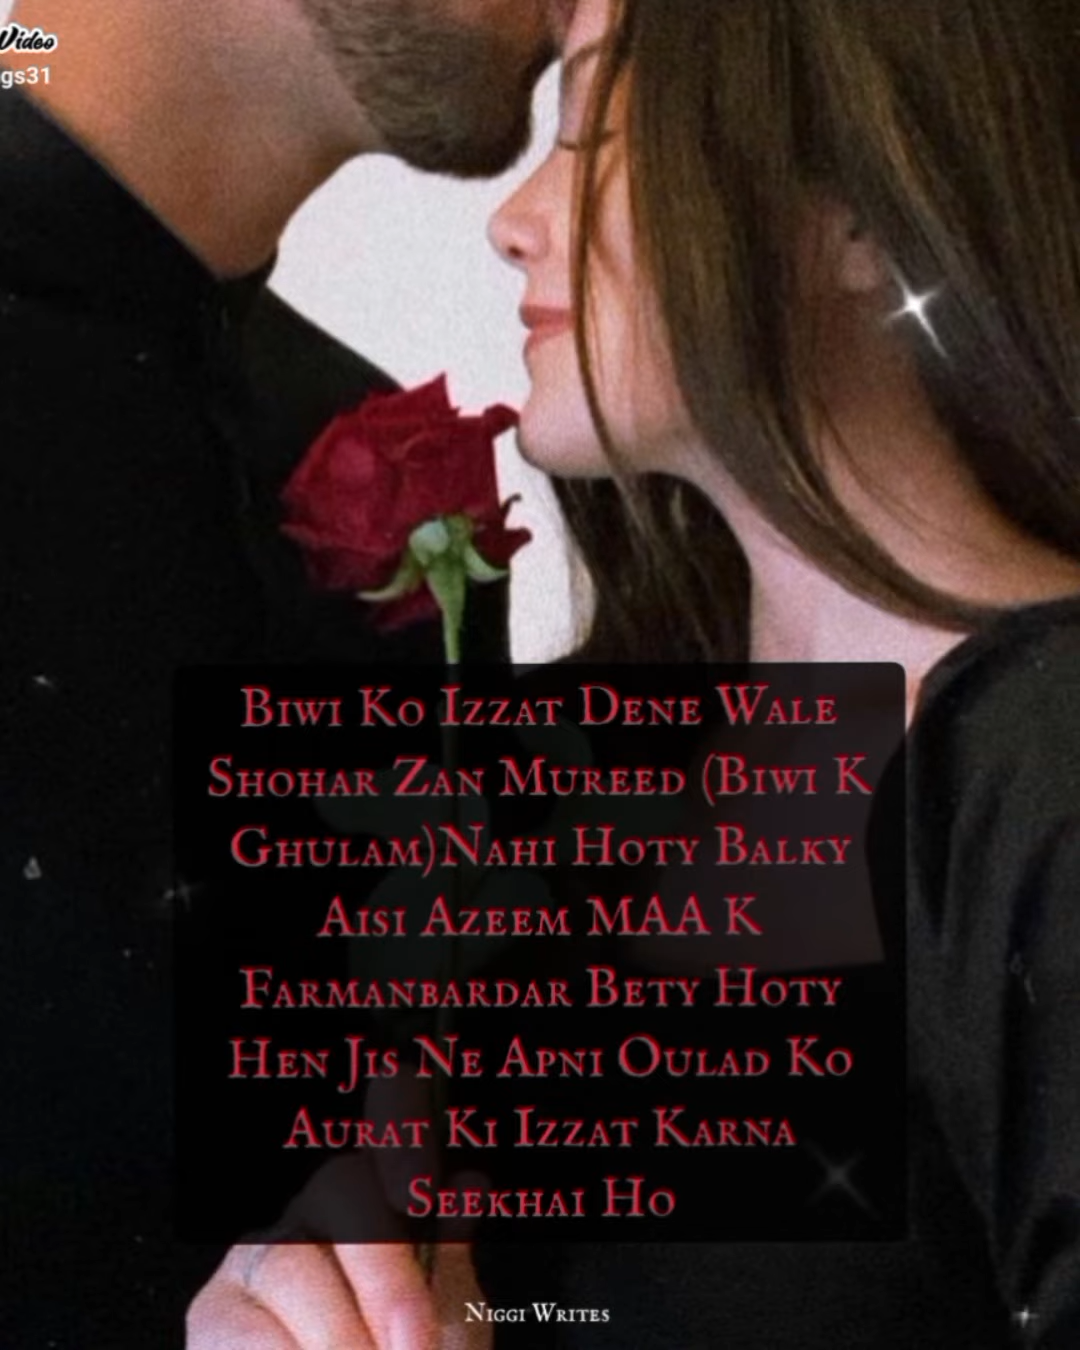 Video
gs31
Biwi Ko Izzat Dene Wale
Shohar Zan Mureed (Biwi K
Ghulam)Nahi Hoty Balky
Aisi Azeem MAA K
Farmanbardar Bety Hoty
Hen Jis Ne Apni Oulad Ko
Aurat Ki Izzat Karna
Seekhai Ho
Niggi Writes